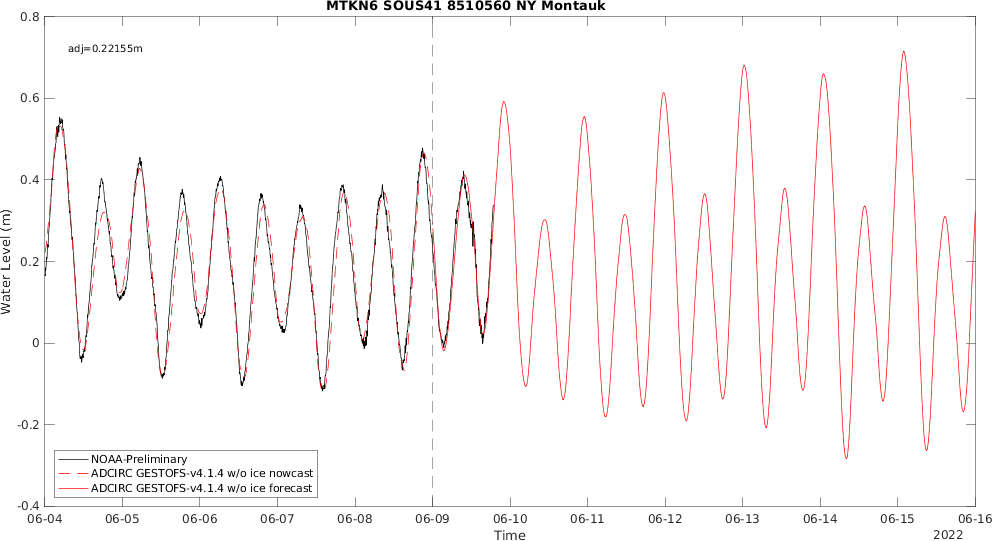 MTKN6 SOUS41 8510560 NY Montauk
adj=0.22155m
0.8
0.6
0.4
0.2
0
-0.2
-0.4
Water Level (m)
NOAA-Preliminary
ADCIRC GESTOFS-v4.1.4 w/o ice nowcast
ADCIRC GESTOFS-v4.1.4 w/o ice forecast
06-04 06-05 06-06 06-07 06-08 06-09 06-10 06-11 06-12 06-13 06-14 06-15 06-16
Time
2022